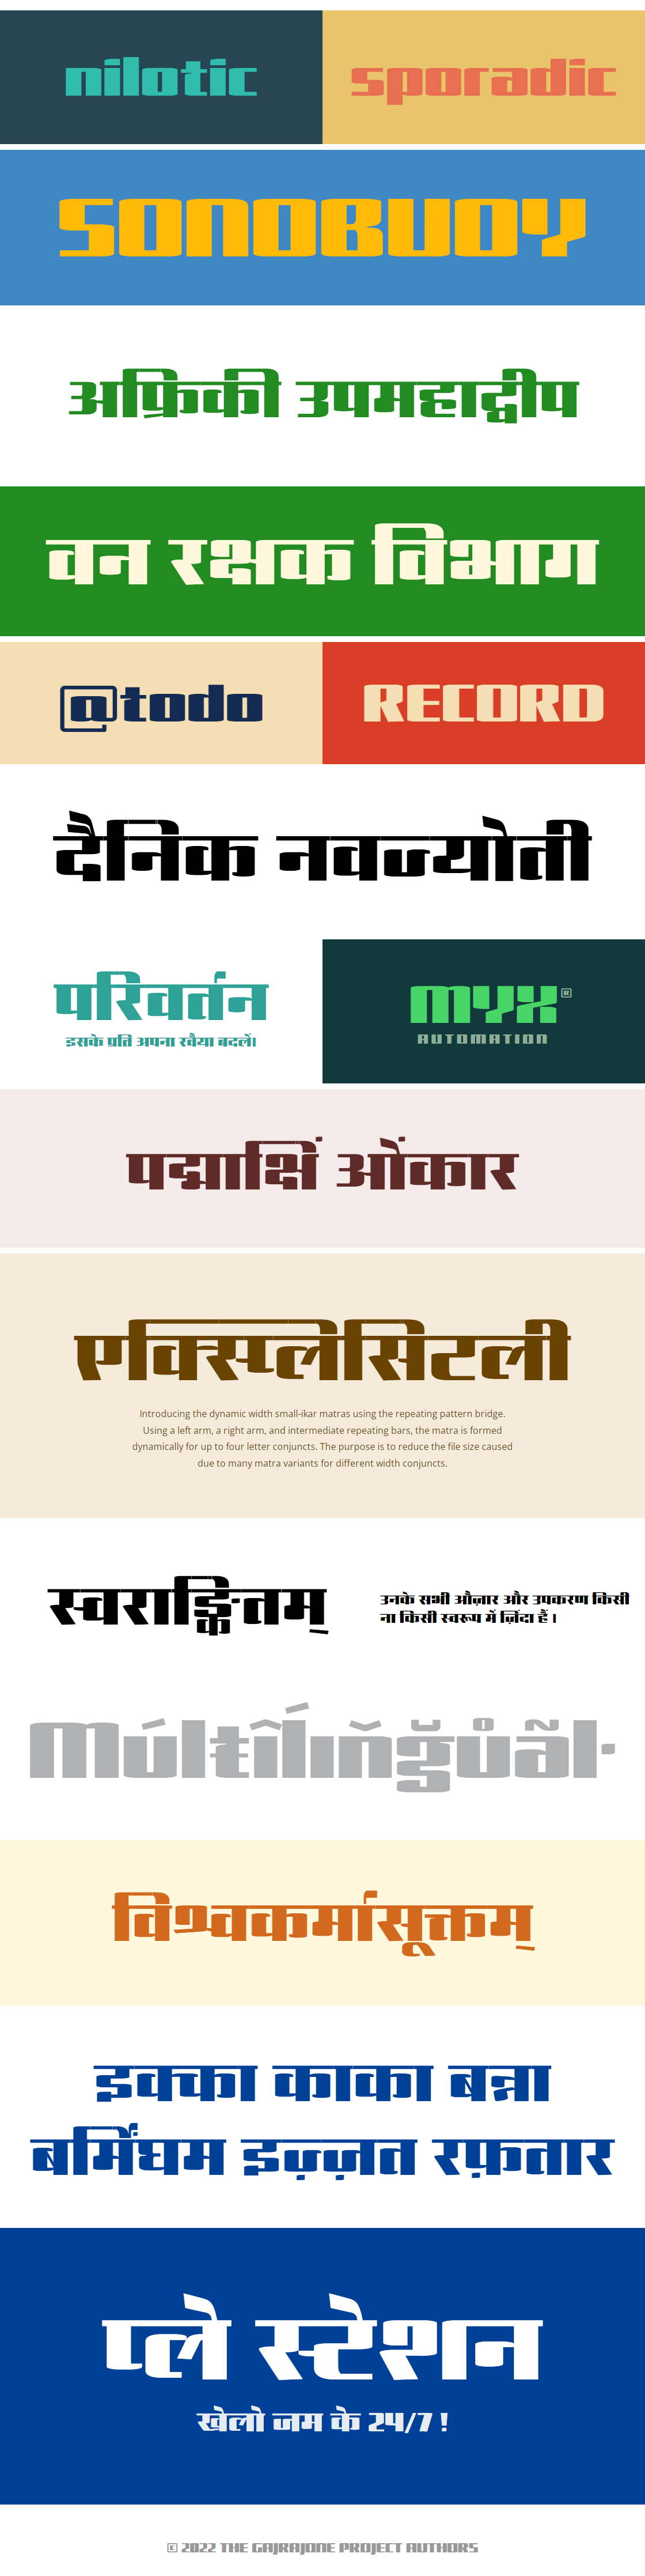 nilotic
sporadic
SONOBUOY
अफ्रिकी उपमहाद्वीप
वन रक्षक विभाग
@todo
RECORD
दैनिक नवज्योती
परिवर्तन
इसके प्रति अपना रवैया बदलें।
MYX®
AUTOMATION
पद्माक्षिं ओंकार
एक्स्प्लिसिटली
Introducing the dynamic width small-ikar matras using the repeating pattern bridge.
Using a left arm, a right arm, and intermediate repeating bars, the matra is formed
dynamically for up to four letter conjuncts. The purpose is to reduce the file size caused
due to many matra variants for different width conjuncts.
स्वराङ्कितम्
उनके सभी औज़ार और उपकरण किसी
ना किसी स्वरूप में ज़िंदा हैं ।
विश्वकर्मासूक्तम्
इक्का काका बन्ना
बर्मिंघम इज़्ज़त रफ़्तार
प्ले स्टेशन
खेलो जम के 24/7 !
© 2022 THE GAJRAJONE PROJECT AUTHORS